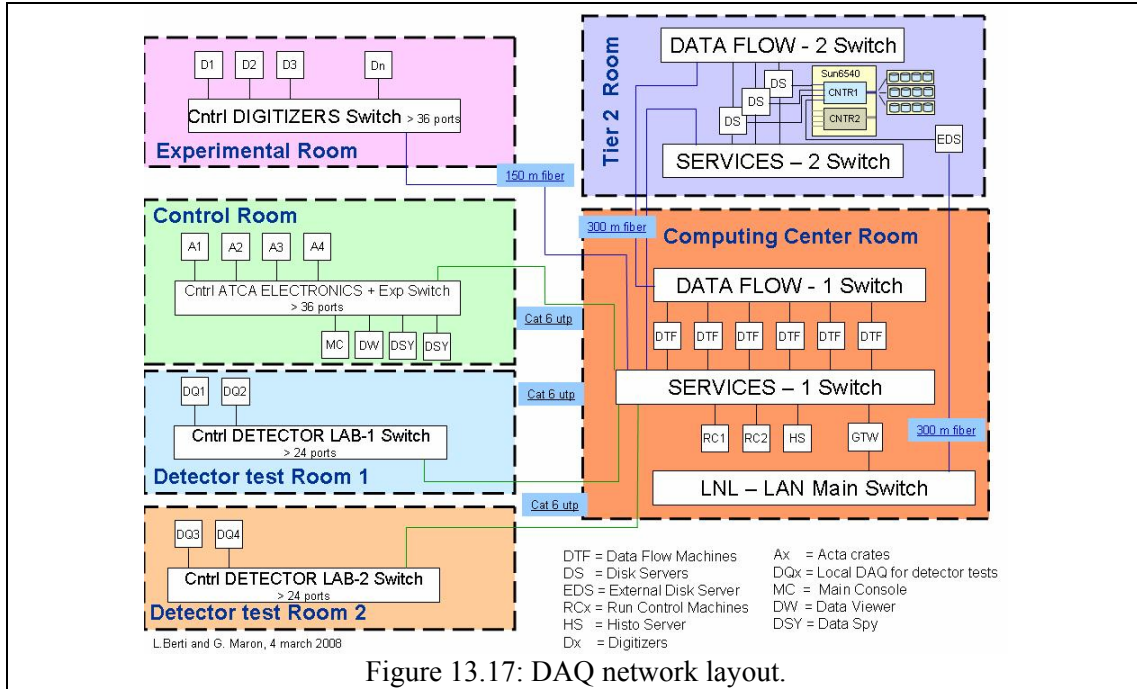 D1 D2 D3 Dn
Cntrl DIGITIZERS Switch > 36 ports
Experimental Room
150 m fiber
Tier 2 Room
DATA FLOW - 2 Switch
DS
DS
DS
Sun6540
CNTR1
CNTR2
EDS
SERVICES – 2 Switch
Control Room
A1 A2 A3 A4
Cntrl ATCA ELECTRONICS + Exp Switch
> 36 ports
MC DW DSY DSY
Cat 6 utp
300 m fiber
Computing Center Room
DATA FLOW - 1 Switch
DTF DTF DTF DTF DTF DTF
SERVICES – 1 Switch
RC1 RC2 HS GTW
300 m fiber
LNL – LAN Main Switch
Cat 6 utp
DQ1 DQ2
Cntrl DETECTOR LAB-1 Switch
> 24 ports
Detector test Room 1
Cat 6 utp
DQ3 DQ4
Cntrl DETECTOR LAB-2 Switch
> 24 ports
Detector test Room 2
L.Berti and G. Maron, 4 march 2008
DTF = Data Flow Machines
DS = Disk Servers
EDS = External Disk Server
RCx = Run Control Machines
HS = Histo Server
Dx = Digitizers
Ax = Acta crates
DQx = Local DAQ for detector tests
MC = Main Console
DW = Data Viewer
DSY = Data Spy
Figure 13.17: DAQ network layout.